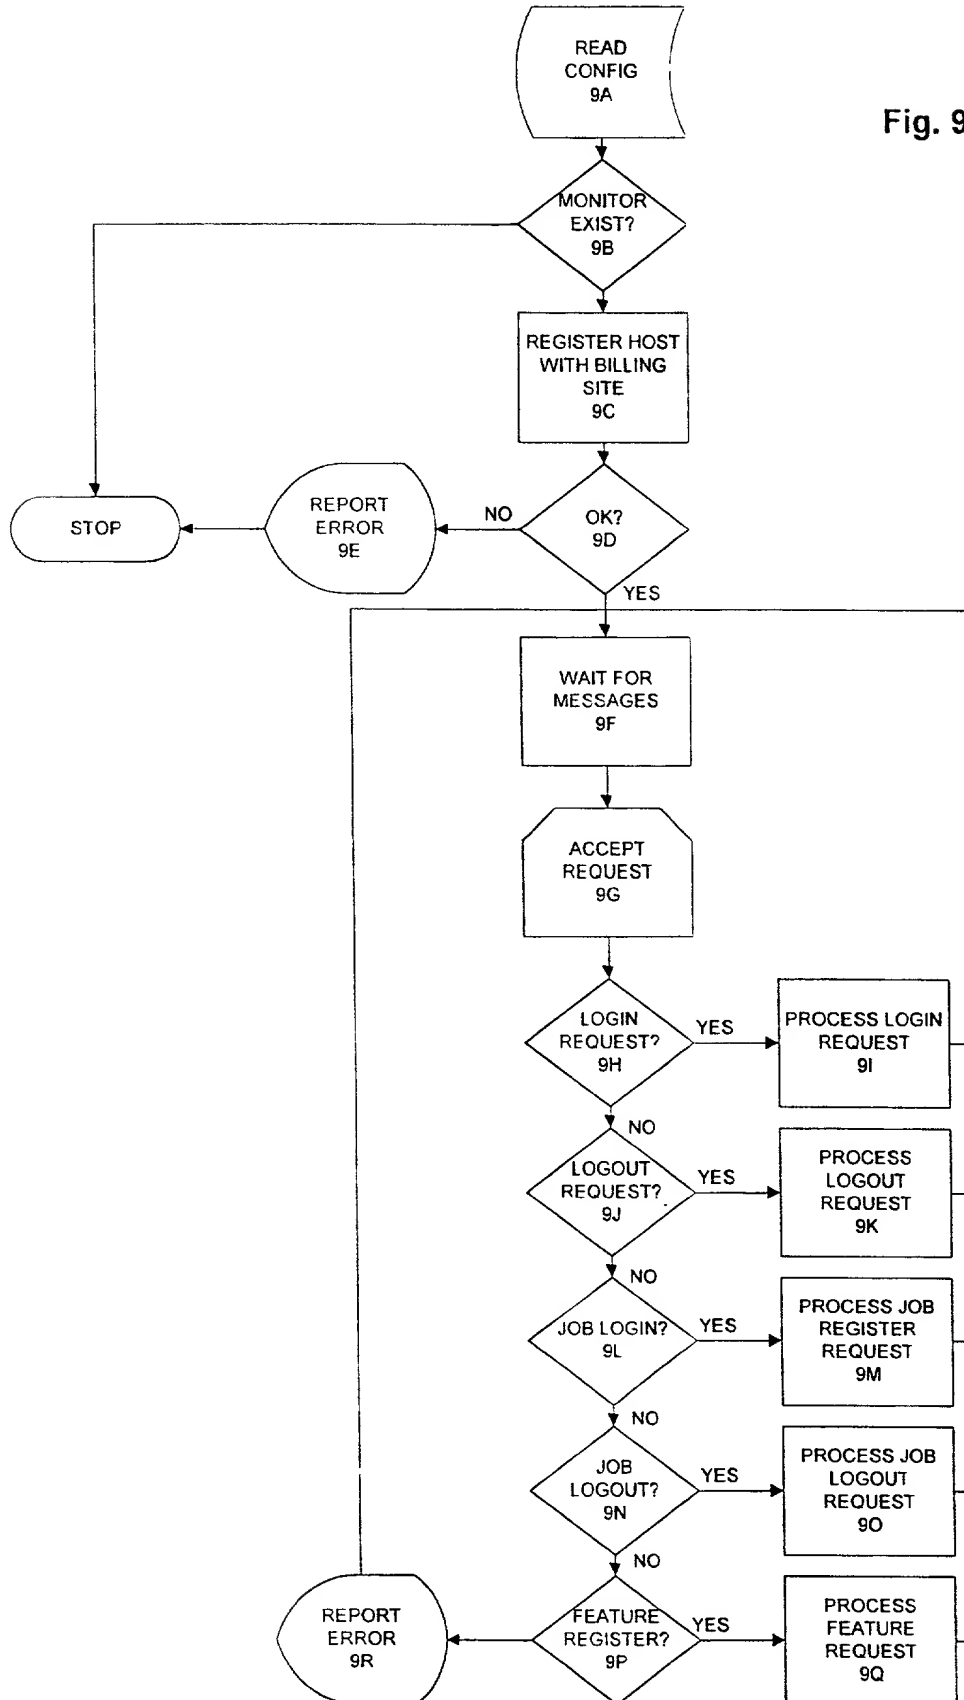 READ
CONFIG
9A
Fig. 9
MONITOR
EXIST?
9B
REGISTER HOST
WITH BILLING
SITE
9C
STOP
REPORT
ERROR
9E
NO
OK?
9D
YES
WAIT FOR
MESSAGES
9F
ACCEPT
REQUEST
9G
LOGIN
REQUEST?
9H
YES
PROCESS LOGIN
REQUEST
9I
NO
LOGOUT
REQUEST?
9J
YES
PROCESS
LOGOUT
REQUEST
9K
NO
JOB LOGIN?
9L
YES
PROCESS JOB
REGISTER
REQUEST
9M
NO
JOB
LOGOUT?
9N
YES
PROCESS JOB
LOGOUT
REQUEST
9O
NO
REPORT
ERROR
9R
FEATURE
REGISTER?
9P
YES
PROCESS
FEATURE
REQUEST
9Q